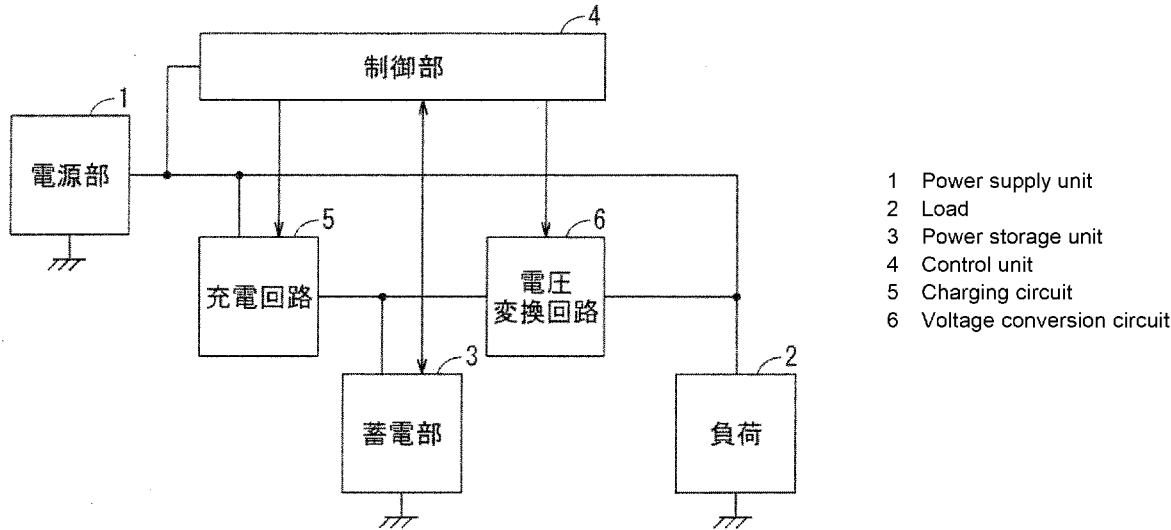 4
制御部
1
電源部
5
充電回路
6
電圧
変換回路
3
蓄電部
2
負荷
1 Power supply unit
2 Load
3 Power storage unit
4 Control unit
5 Charging circuit
6 Voltage conversion circuit